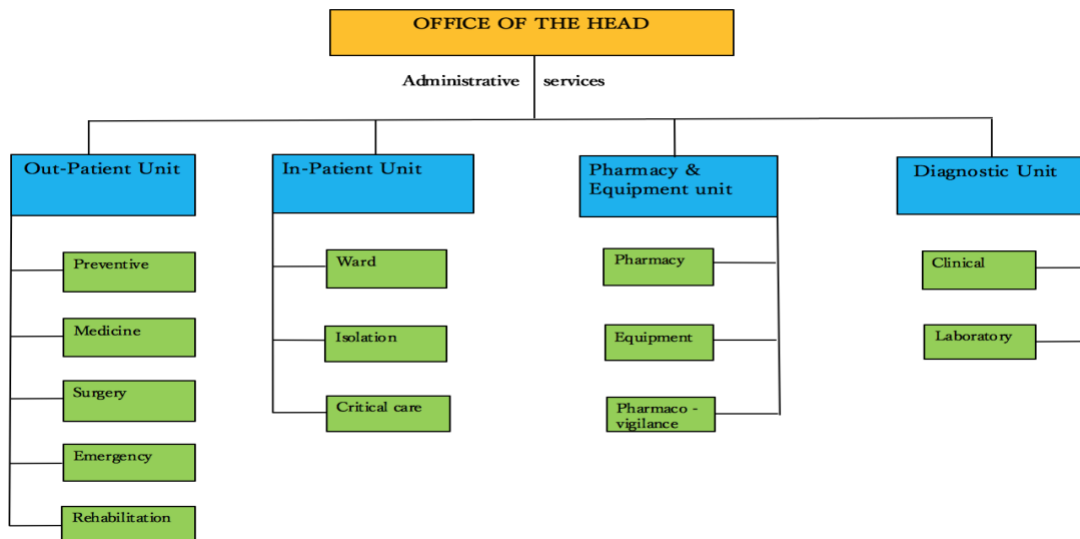 OFFICE OF THE HEAD
Administrative services
Out-Patient Unit
Preventive
Medicine
Surgery
Emergency
Rehabilitation
In-Patient Unit
Ward
Isolation
Critical care
Pharmacy &
Equipment unit
Pharmacy
Equipment
Pharmaco -
vigilance
Diagnostic Unit
Clinical
Laboratory